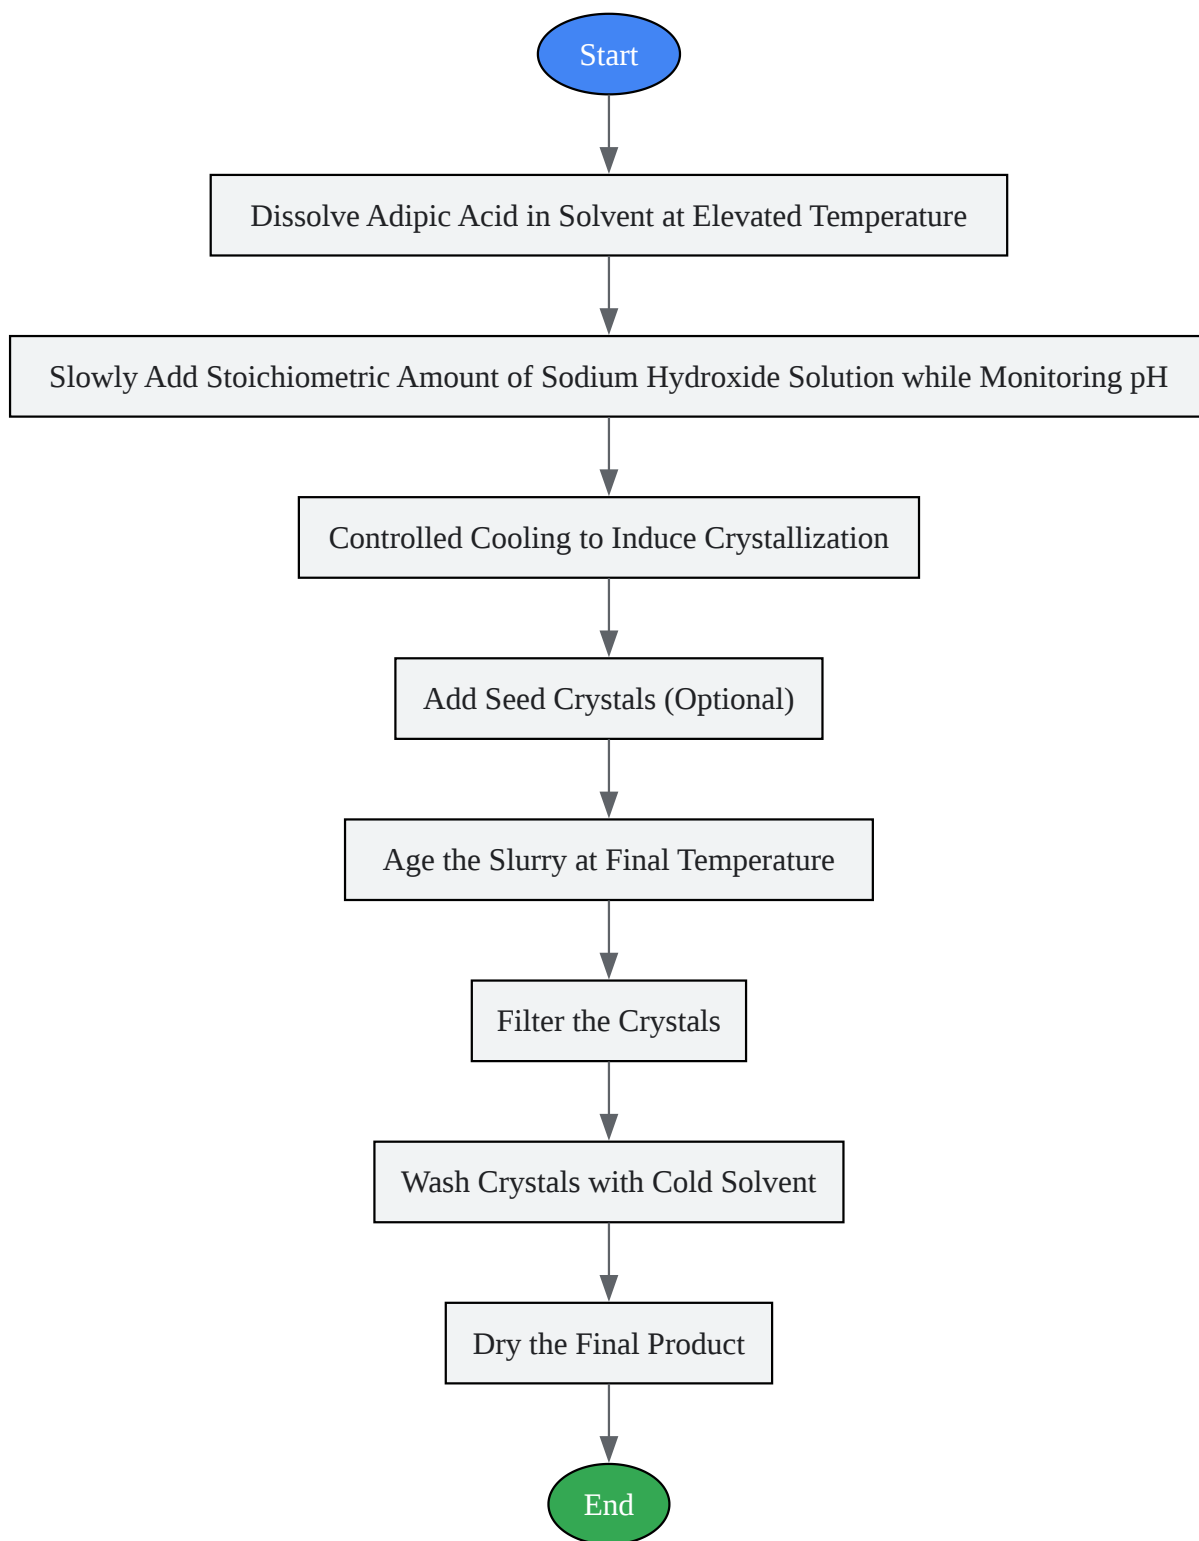 Start
Dissolve Adipic Acid in Solvent at Elevated Temperature
Slowly Add Stoichiometric Amount of Sodium Hydroxide Solution while Monitoring pH
Controlled Cooling to Induce Crystallization
Add Seed Crystals (Optional)
Age the Slurry at Final Temperature
Filter the Crystals
Wash Crystals with Cold Solvent
Dry the Final Product
End